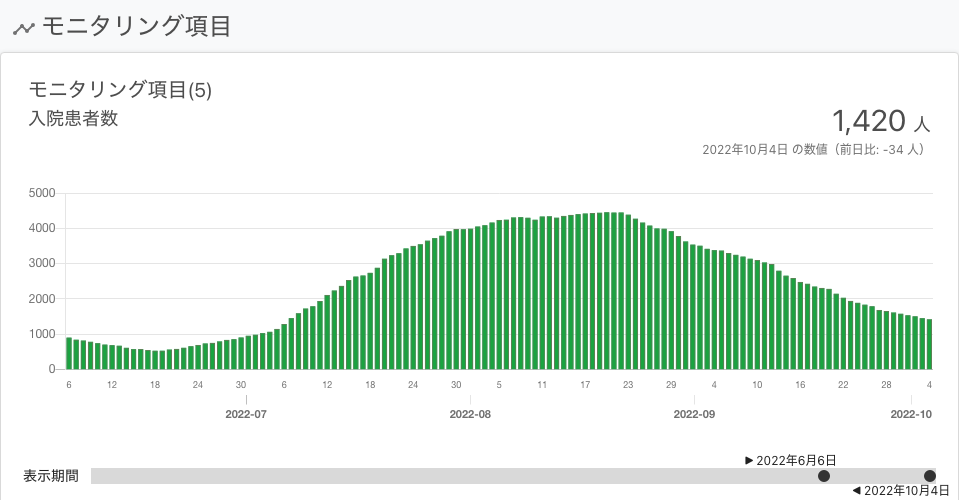 モニタリング項目
モニタリング項目(5)
入院患者数
1,420 人
2022年10月4日 の数値（前日比: -34 人）
5000
4000
3000
2000
1000
0
6 12 18 24 30 6 12 18 24 30 5 11 17 23 29 4 10 16 22 28 4
2022-07 2022-08 2022-09 2022-10
▶ 2022年6月6日
表示期間
◀ 2022年10月4日